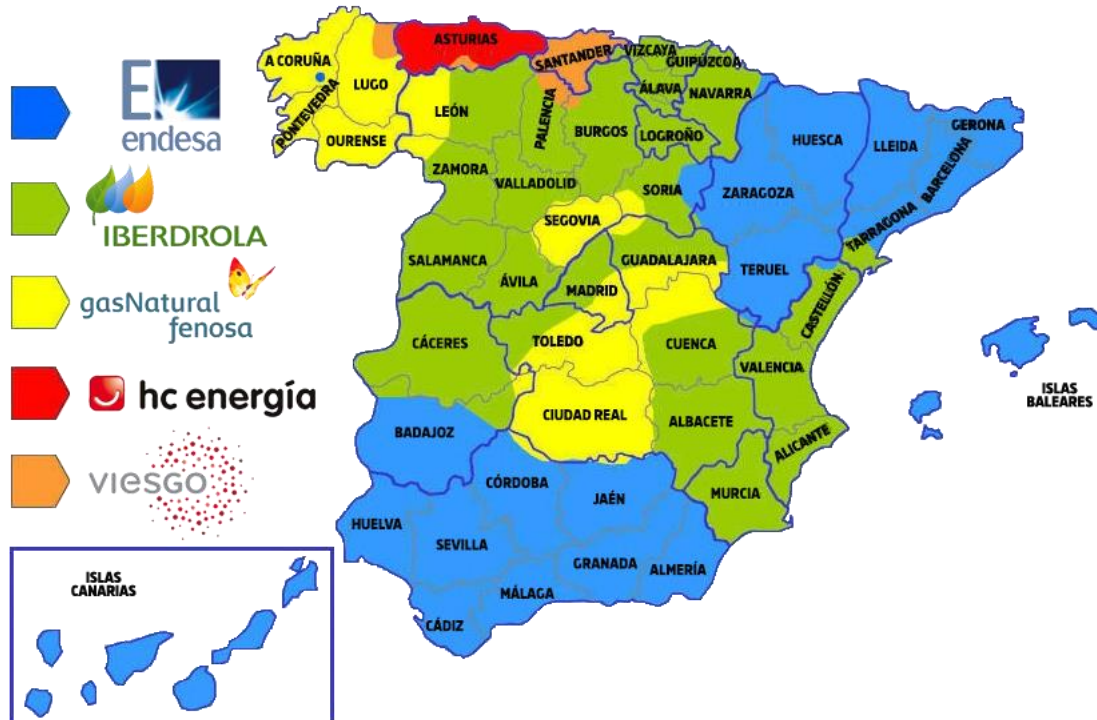 endesa
IBERDROLA
gasNatural
fenosa
hc energía
viesgo
ISLAS
CANARIAS
A CORUÑA
LUGO
PONTEVEDRA
OURENSE
ASTURIAS
SANTANDER
VIZCAYA
GUIPÚZCOA
ÁLAVA
NAVARRA
LEÓN
PALENCIA
BURGOS
LOGROÑO
HUESCA
LLEIDA
GERONA
BARCELONA
TARRAGONA
ZAMORA
VALLADOLID
SORIA
ZARAGOZA
SEGOVIA
SALAMANCA
ÁVILA
MADRID
GUADALAJARA
TERUEL
CASTELLÓN
CÁCERES
TOLEDO
CUENCA
VALENCIA
ISLAS
BALEARES
BADAJOZ
CIUDAD REAL
ALBACETE
ALICANTE
CÓRDOBA
JAÉN
MURCIA
HUELVA
SEVILLA
GRANADA
ALMERÍA
MÁLAGA
CÁDIZ